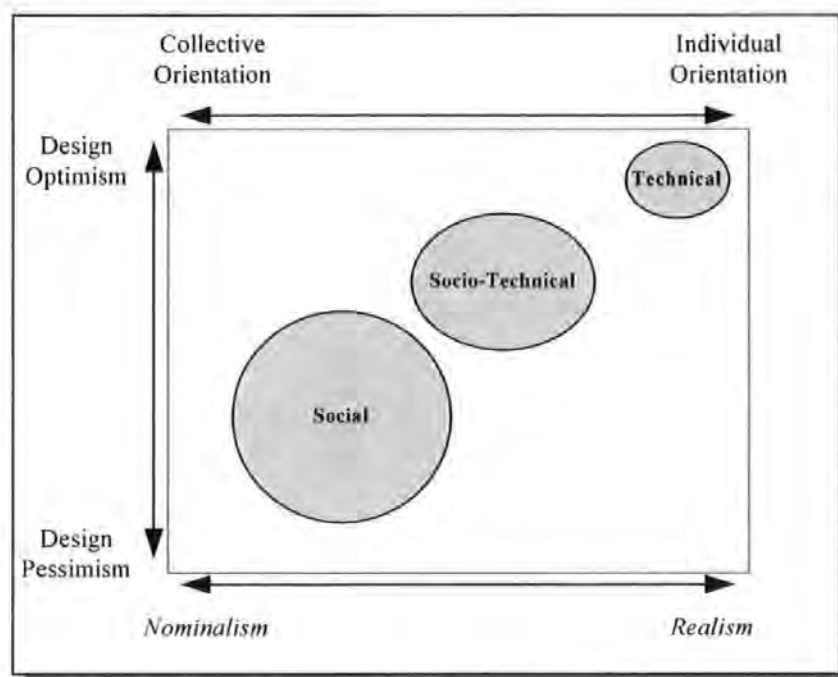 Collective
Orientation
Individual
Orientation
Design
Optimism
Technical
Socio-Technical
Social
Design
Pessimism
Nominalism
Realism